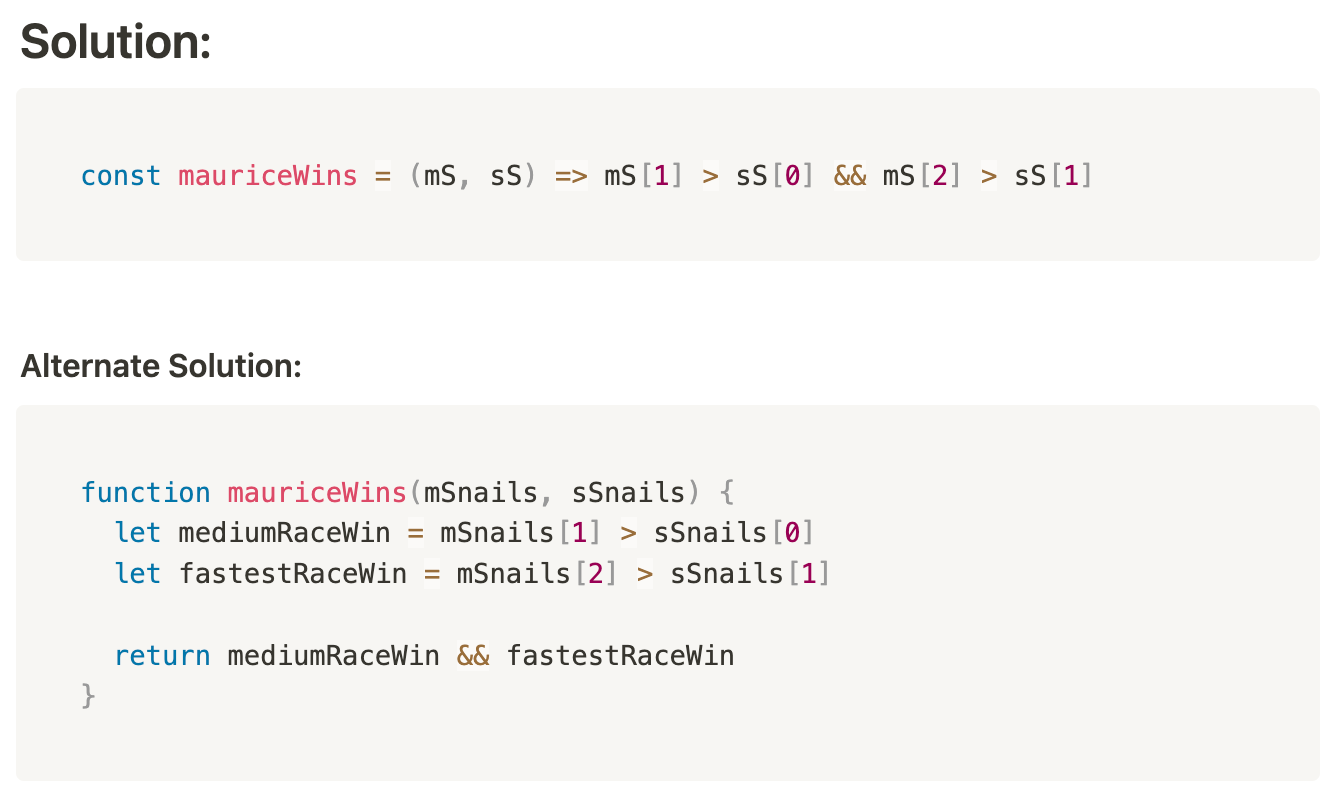 Solution:
const mauriceWins = (mS, sS) => mS[1] > sS[0] && mS[2] > sS[1]
Alternate Solution:
function mauriceWins(mSnails, sSnails) {
  let mediumRaceWin = mSnails[1] > sSnails[0]
  let fastestRaceWin = mSnails[2] > sSnails[1]
  return mediumRaceWin && fastestRaceWin
}